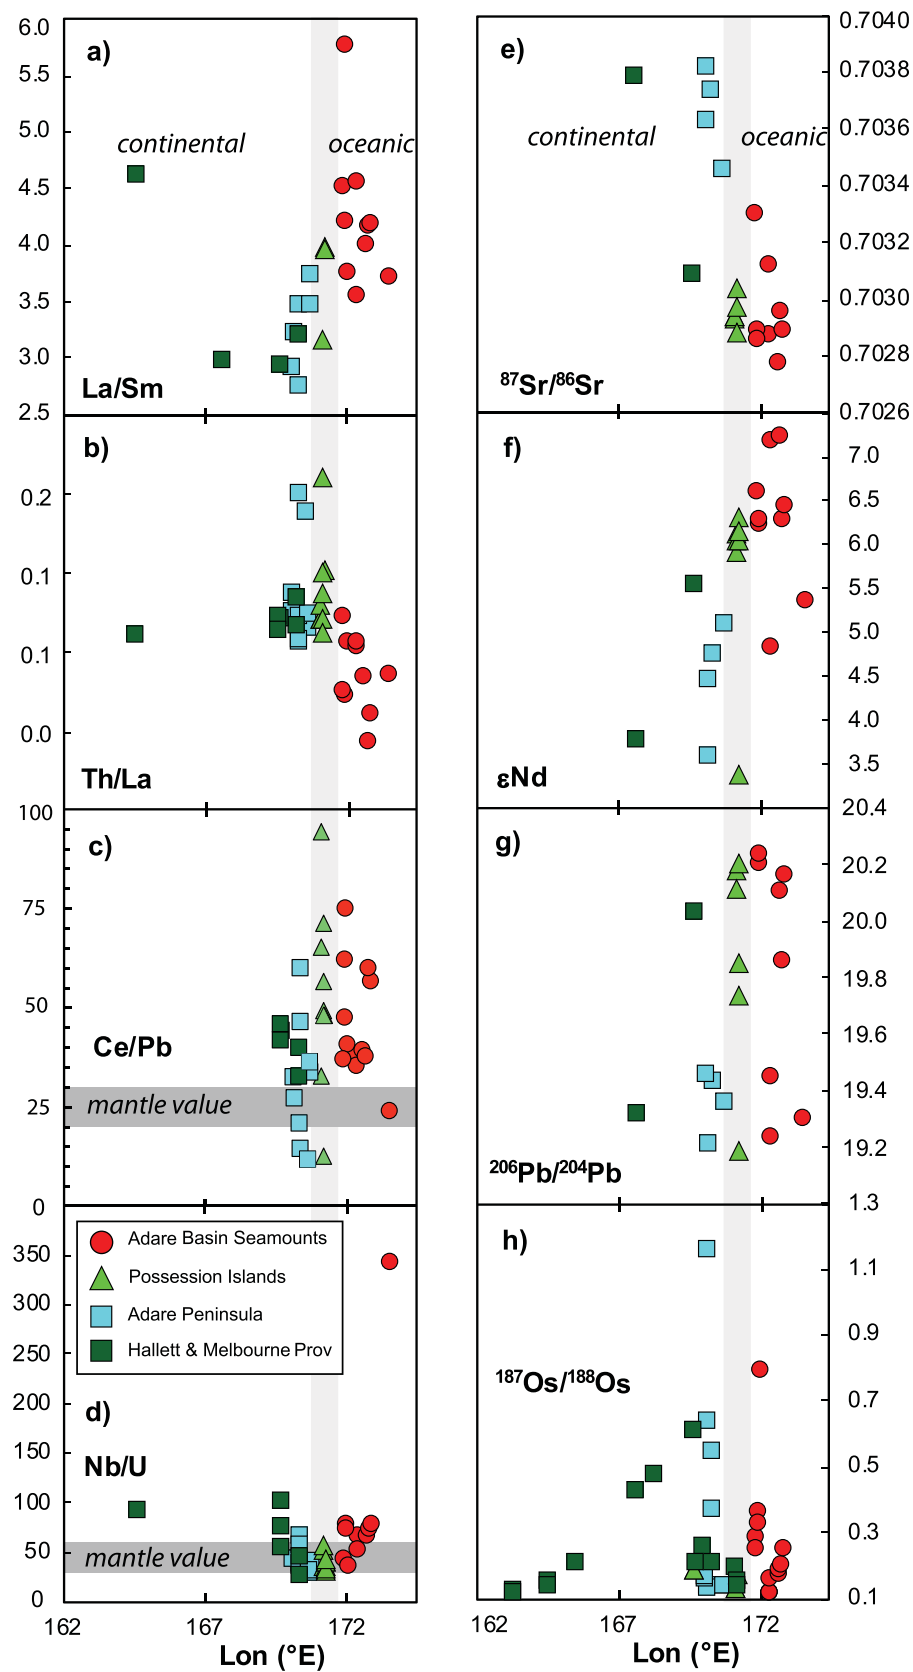 a)
6.0
5.5
5.0
4.5
4.0
3.5
3.0
2.5
continental
oceanic
La/Sm
b)
0.2
0.1
0.1
0.0
Th/La
c)
100
75
50
25
0
Ce/Pb
mantle value
Adare Basin Seamounts
Possession Islands
Adare Peninsula
Hallett & Melbourne Prov
d)
350
300
250
200
150
100
50
0
Nb/U
mantle value
162
167
172
Lon (°E)
e)
0.7040
0.7038
0.7036
0.7034
0.7032
0.7030
0.7028
0.7026
continental
oceanic
87Sr/86Sr
f)
7.0
6.5
6.0
5.5
5.0
4.5
4.0
3.5
εNd
g)
20.4
20.2
20.0
19.8
19.6
19.4
19.2
206Pb/204Pb
h)
1.3
1.1
0.9
0.7
0.5
0.3
0.1
187Os/188Os
162
167
172
Lon (°E)